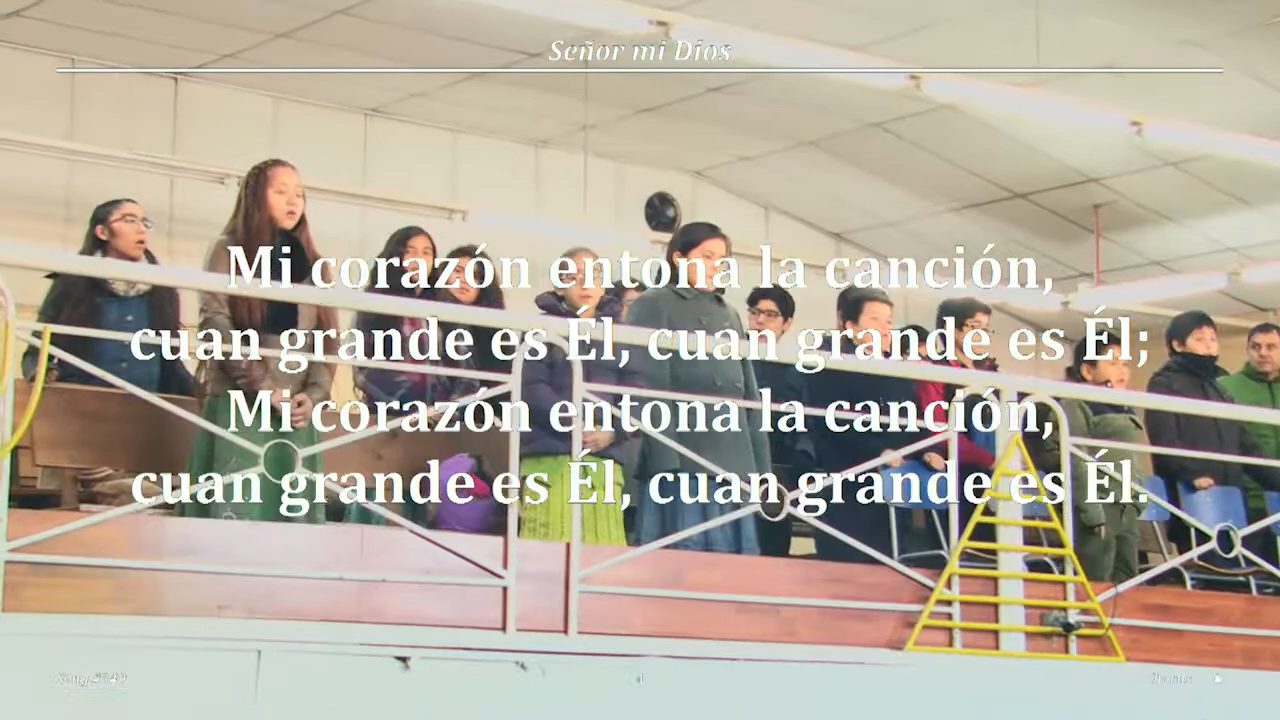 Señor mi Dios
Mi corazón entona la canción,
cuan grande es Él, cuan grande es Él;
Mi corazón entona la canción,
cuan grande es Él, cuan grande es Él.